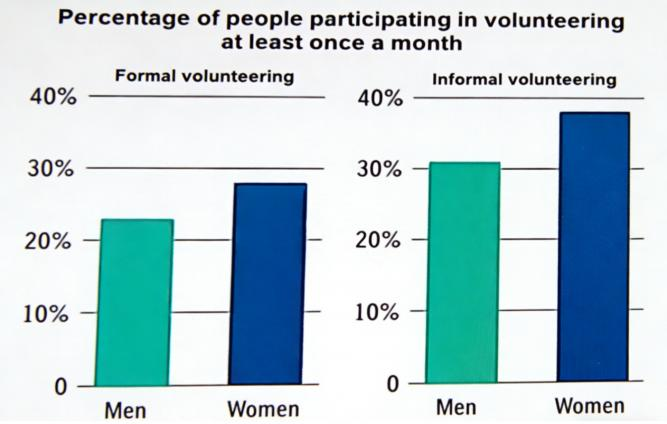 Percentage of people participating in volunteering
at least once a month
Formal volunteering
40%
30%
20%
10%
0
Men Women
Informal volunteering
40%
30%
20%
10%
0
Men Women